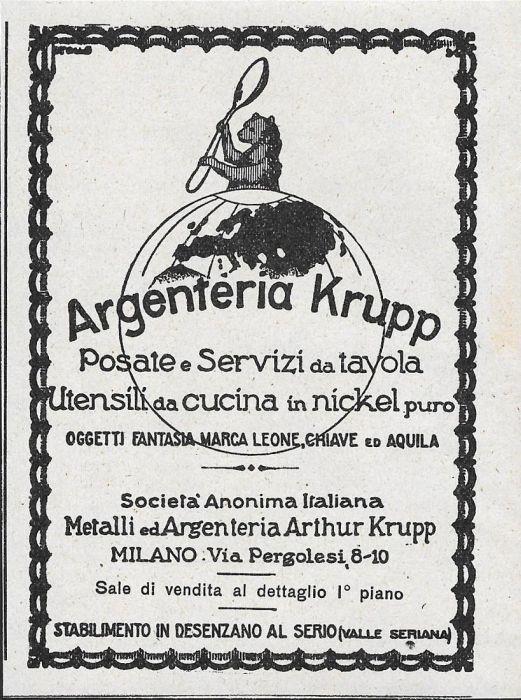 Argenteria Krupp
Posate e Servizi da tavola
Utensili da cucina in nickel puro
OGGETTI FANTASIA MARCA LEONE, CHIAVE ED AQUILA
Societa' Anonima Italiana
Metalli ed Argenteria Arthur Krupp
MILANO : Via Pergolesi, 8-10
Sale di vendita al dettaglio 1° piano
STABILIMENTO IN DESENZANO AL SERIO (VALLE SERIANA)